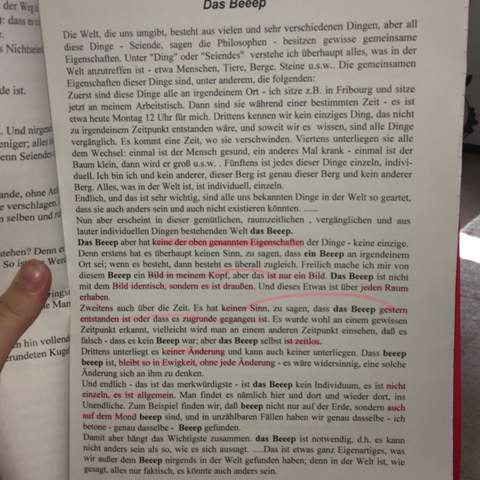 Das Beeep
Die Welt, die uns umgibt, besteht aus vielen und sehr verschiedenen Dingen, aber all
diese Dinge - Seiende, sagen die Philosophen - besitzen gewisse gemeinsame
Eigenschaften. Unter "Ding" oder "Seiendes" verstehe ich überhaupt alles, was in der
Welt anzutreffen ist - etwa Menschen, Tiere, Berge, Steine u.s.w.. Die gemeinsamen
Eigenschaften dieser Dinge sind, unter anderem, die folgenden:
Zuerst sind diese Dinge alle an irgendeinem Ort - ich sitze z.B. in Fribourg und sitze
jetzt an meinem Arbeitstisch. Dann sind sie während einer bestimmten Zeit - es ist
etwa heute Montag 12 Uhr für mich. Drittens kennen wir kein einziges Ding, das nicht
zu irgendeinem Zeitpunkt entstanden wäre, und soweit wir es wissen, sind alle Dinge
vergänglich. Es kommt eine Zeit, wo sie verschwinden. Viertens unterliegen sie alle
dem Wechsel: einmal ist der Mensch gesund, ein anderes Mal krank - einmal ist der
Baum klein, dann wird er groß u.s.w. . Fünftens ist jedes dieser Dinge einzeln, indivi-
duell. Ich bin ich und kein anderer, dieser Berg ist genau dieser Berg und kein anderer
Berg. Alles, was in der Welt ist, ist individuell, einzeln.
Endlich, und das ist sehr wichtig, sind alle uns bekannten Dinge in der Welt so geartet,
dass sie auch anders sein und auch nicht existieren könnten. ......
Nun aber erscheint in dieser gemütlichen, raumzeitlichen , vergänglichen und aus
lauter individuellen Dingen bestehenden Welt das Beeep.
Das Beeep aber hat keine der oben genannten Eigenschaften der Dinge - keine einzige.
Denn erstens hat es überhaupt keinen Sinn, zu sagen, dass ein Beeep an irgendeinem
Ort sei; wenn es besteht, dann besteht es überall zugleich. Freilich mache ich mir von
diesem Beeep ein Bild in meinem Kopf, aber das ist nur ein Bild. Das Beeep ist nicht
mit dem Bild identisch, sondern es ist draußen. Und dieses Etwas ist über jeden Raum
erhaben.
Zweitens auch über die Zeit. Es hat keinen Sinn, zu sagen, dass das Beeep gestern
entstanden ist oder dass es zugrunde gegangen ist. Es wurde wohl an einem gewissen
Zeitpunkt erkannt, vielleicht wird man an einem anderen Zeitpunkt einsehen, daß es
falsch - dass es kein Beeep war; aber das Beeep selbst ist zeitlos.
Drittens unterliegt es keiner Änderung und kann auch keiner unterliegen. Dass beeep
beeep ist, bleibt so in Ewigkeit, ohne jede Änderung - es wäre widersinnig, eine solche
Änderung sich an ihm zu denken.
Und endlich - das ist das merkwürdigste - ist das Beeep kein Individuum, es ist nicht
einzeln, es ist allgemein. Man findet es nämlich hier und dort und wieder dort, ins
Unendliche. Zum Beispiel finden wir, daß beeep nicht nur auf der Erde, sondern auch
auf dem Mond beeep sind, und in unzählbaren Fällen haben wir genau dasselbe - ich
betone - genau dasselbe - Beeep gefunden.
Damit aber hängt das Wichtigste zusammen. das Beeep ist notwendig, d.h. es kann
nicht anders sein als so, wie es sich aussagt. .....Das ist etwas ganz Eigenartiges, was
wir außer dem Beeep nirgends in der Welt gefunden haben; denn in der Welt ist, wie
gesagt, alles nur faktisch, es könnte auch anders sein.